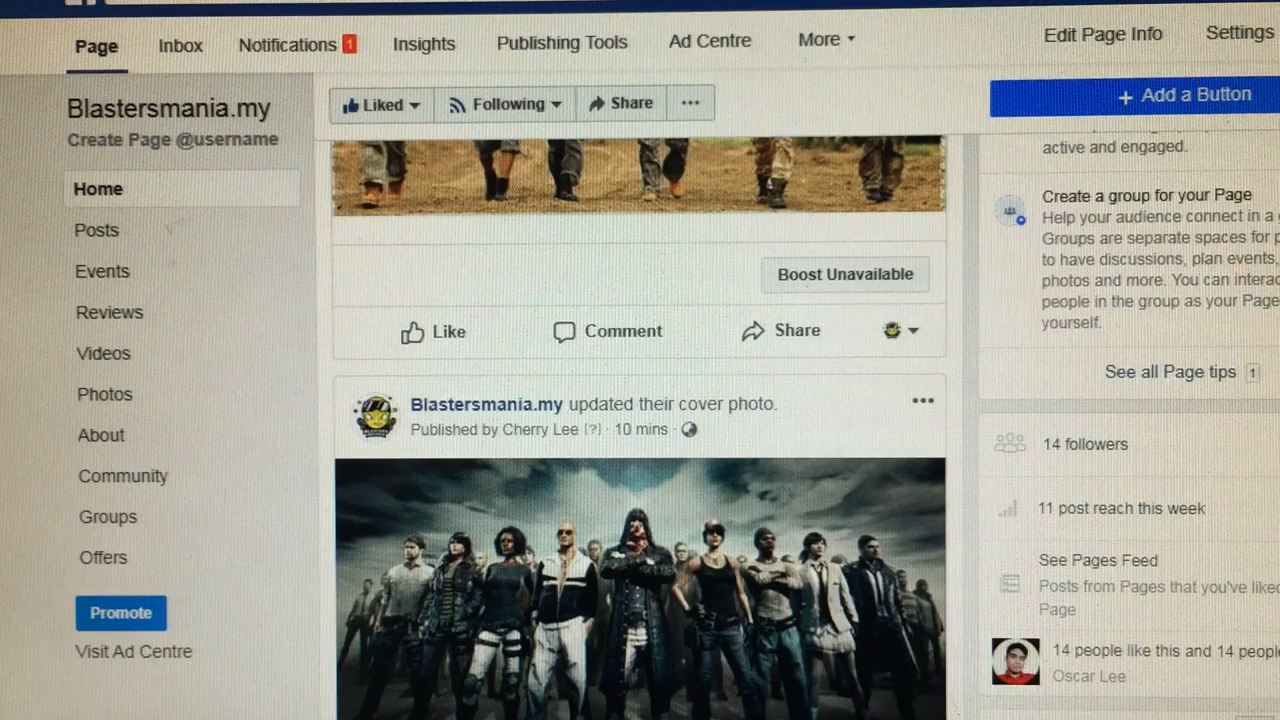 Page Inbox Notifications 1 Insights Publishing Tools Ad Centre More Edit Page Info Settings
Blastersmania.my
Create Page @username
Home
Posts
Events
Reviews
Videos
Photos
About
Community
Groups
Offers
Promote
Visit Ad Centre
Liked Following Share ...
Boost Unavailable
Like Comment Share
Blastersmania.my updated their cover photo.
Published by Cherry Lee [?] · 10 mins ·
+ Add a Button
active and engaged.
Create a group for your Page
Help your audience connect in a
Groups are separate spaces for p
to have discussions, plan events,
photos and more. You can interac
people in the group as your Page
yourself.
See all Page tips 1
14 followers
11 post reach this week
See Pages Feed
Posts from Pages that you've liked
Page
14 people like this and 14 peopl
Oscar Lee